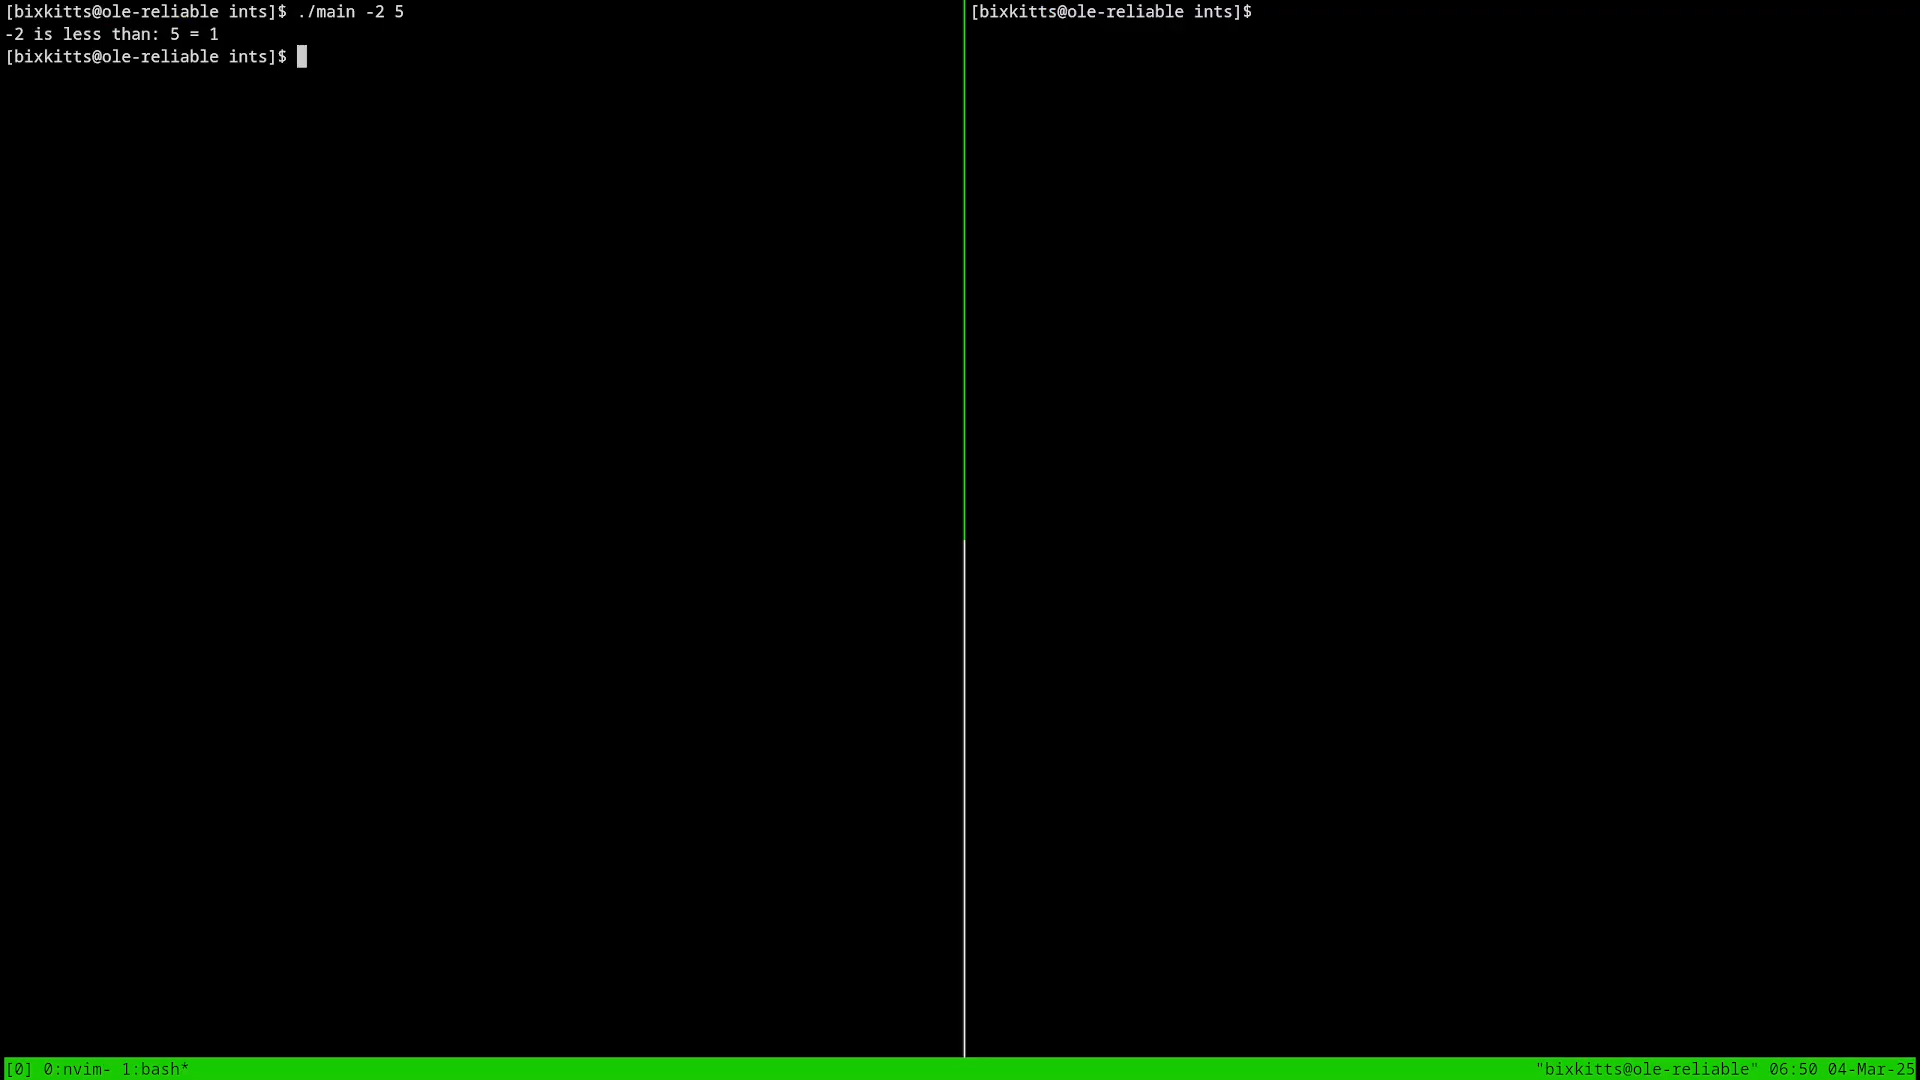 [bixkitts@ole-reliable ints]$ ./main -2 5
-2 is less than: 5 = 1
[bixkitts@ole-reliable ints]$
[bixkitts@ole-reliable ints]$
[0] 0:nvim- 1:bash* "bixkitts@ole-reliable" 06:50 04-Mar-25